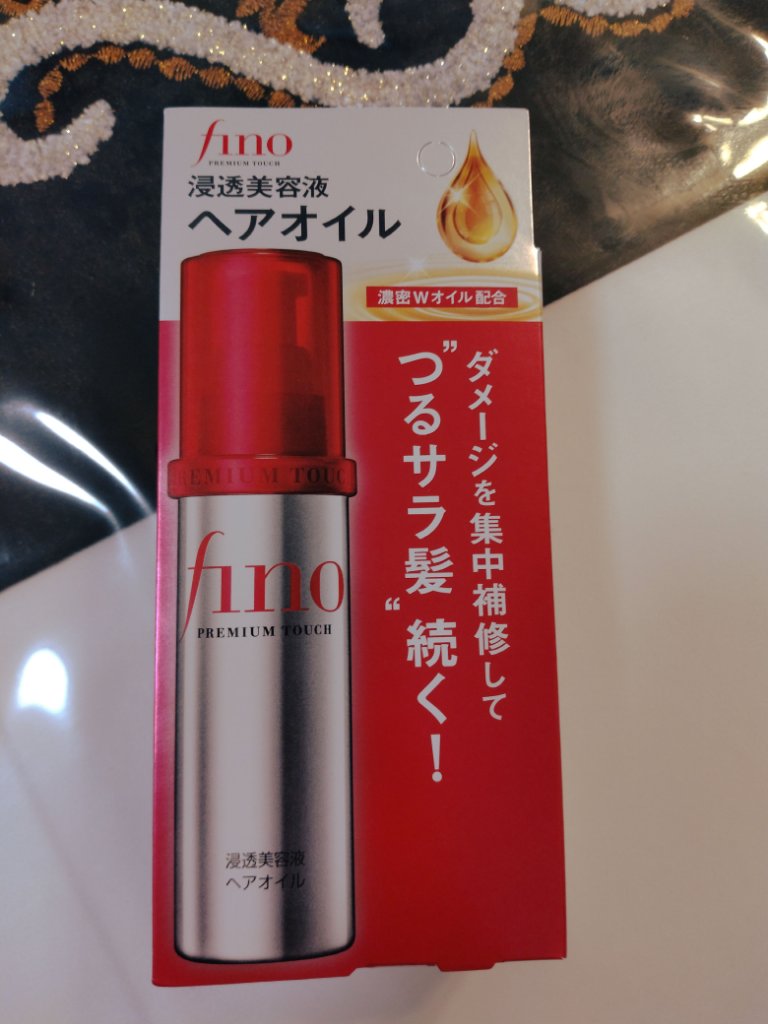 fino
PREMIUM TOUCH
浸透美容液
ヘアオイル
濃密Wオイル配合
ダメージを集中補修して
"つるサラ髪"続く!
PREMIUM TOUC
fino
PREMIUM TOUCH
浸透美容液
ヘアオイル